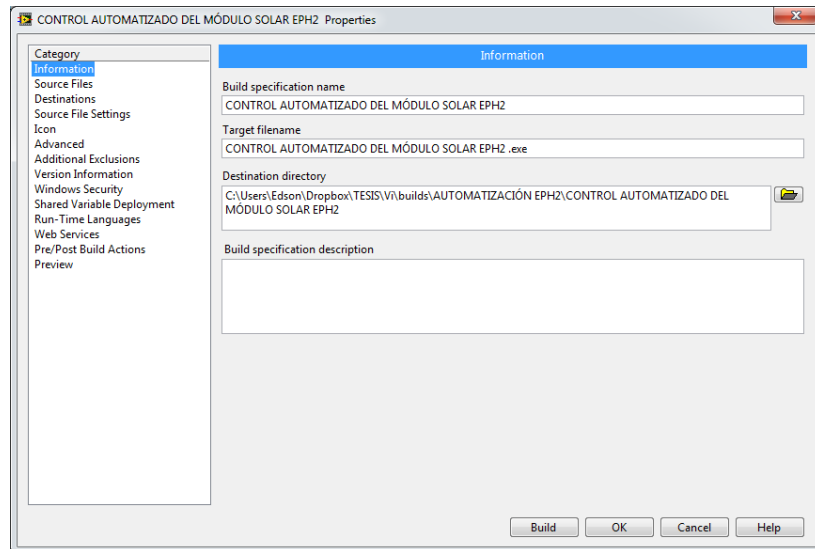 CONTROL AUTOMATIZADO DEL MÓDULO SOLAR EPH2 Properties
Category
Information
Source Files
Destinations
Source File Settings
Icon
Advanced
Additional Exclusions
Version Information
Windows Security
Shared Variable Deployment
Run-Time Languages
Web Services
Pre/Post Build Actions
Preview
Information
Build specification name
CONTROL AUTOMATIZADO DEL MÓDULO SOLAR EPH2
Target filename
CONTROL AUTOMATIZADO DEL MÓDULO SOLAR EPH2 .exe
Destination directory
C:\Users\Edson\Dropbox\TESIS\Vi\builds\AUTOMATIZACIÓN EPH2\CONTROL AUTOMATIZADO DEL
MÓDULO SOLAR EPH2
Build specification description
Build OK Cancel Help